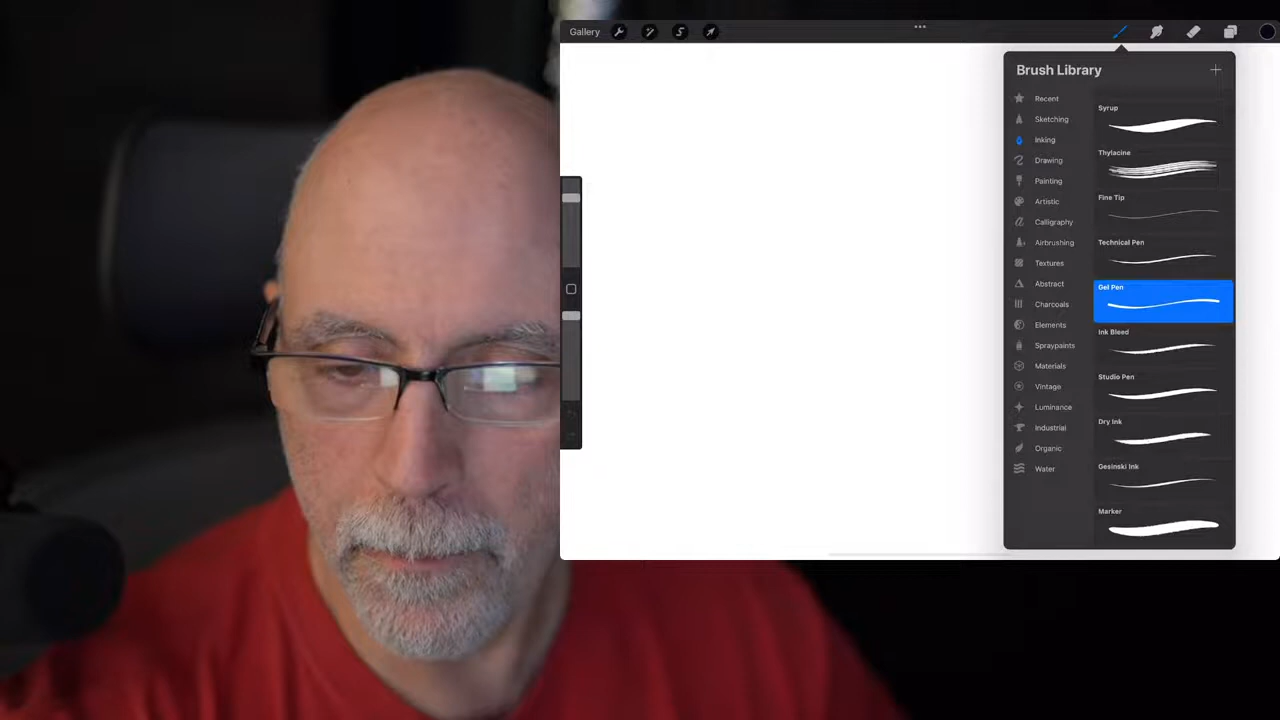 Gallery
Brush Library
Recent
Sketching
Inking
Drawing
Painting
Artistic
Calligraphy
Airbrushing
Textures
Abstract
Charcoals
Elements
Spraypaints
Materials
Vintage
Luminance
Industrial
Organic
Water
Syrup
Thylacine
Fine Tip
Technical Pen
Gel Pen
Ink Bleed
Studio Pen
Dry Ink
Gesinski Ink
Marker